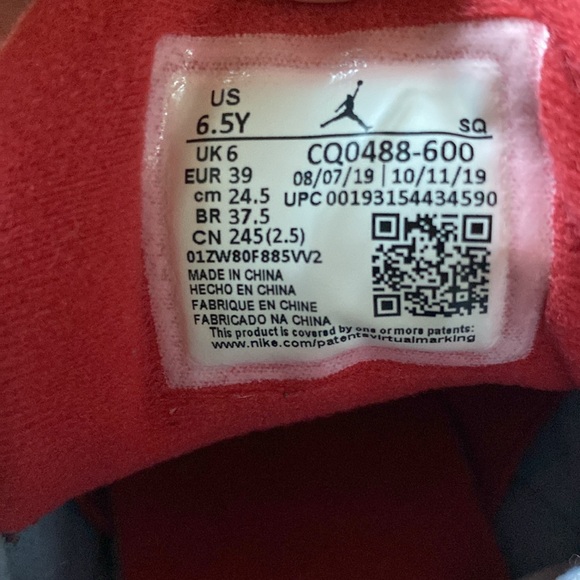 US
6.5Y
SQ
UK 6
CQ0488-600
EUR 39
08/07/19 | 10/11/19
cm 24.5
UPC 00193154434590
BR 37.5
CN 245(2.5)
01ZW80F885VV2
MADE IN CHINA
HECHO EN CHINA
FABRIQUE EN CHINE
FABRICADO NA CHINA
This product is covered by one or more patents:
www.nike.com/patentsvirtualmarking